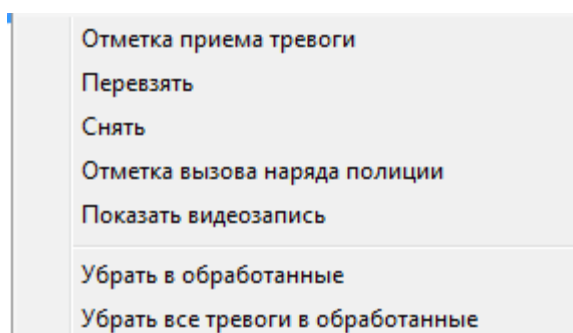 Отметка приема тревоги
Перевзять
Снять
Отметка вызова наряда полиции
Показать видеозапись
Убрать в обработанные
Убрать все тревоги в обработанные